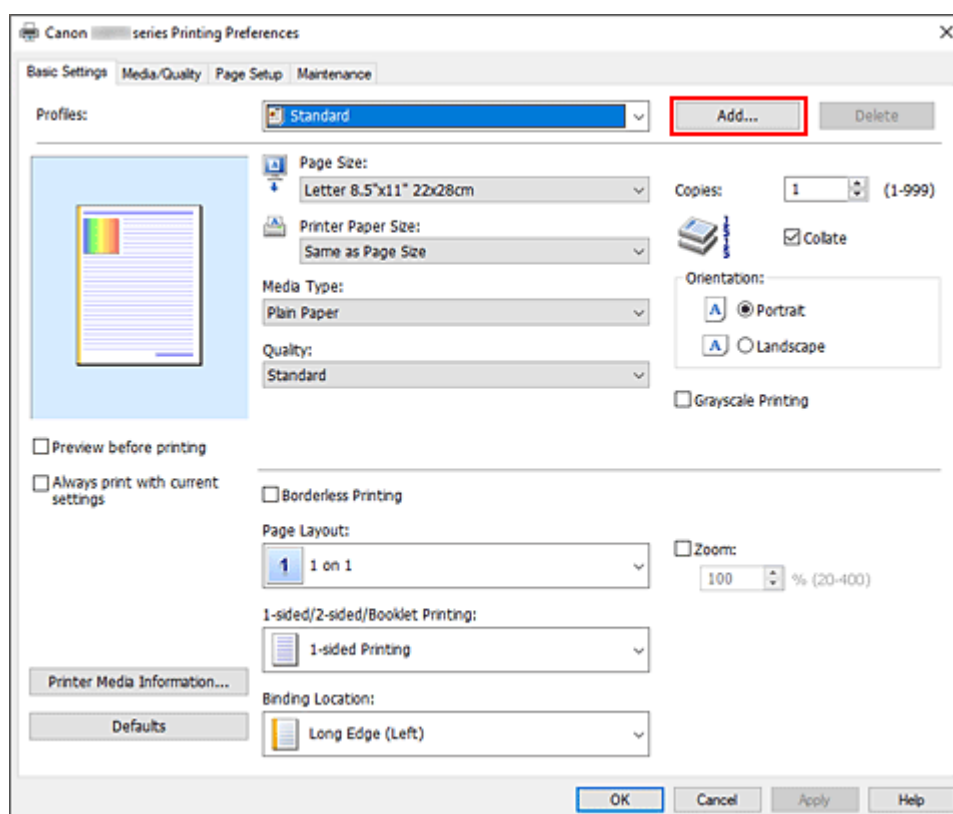 Canon series Printing Preferences
Basic Settings Media/Quality Page Setup Maintenance
Profiles: Standard Add... Delete
Page Size:
Letter 8.5"x11" 22x28cm
Copies: 1 (1-999)
Printer Paper Size:
Same as Page Size
Collate
Media Type:
Plain Paper
Orientation:
Portrait
Landscape
Quality:
Standard
Grayscale Printing
Preview before printing
Always print with current
settings
Borderless Printing
Page Layout:
1 on 1
Zoom:
100 % (20-400)
1-sided/2-sided/Booklet Printing:
1-sided Printing
Printer Media Information...
Binding Location:
Defaults
Long Edge (Left)
OK Cancel Apply Help